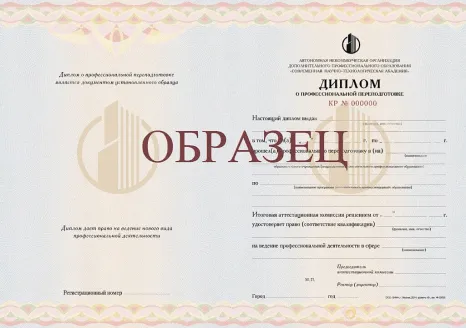 Диплом о профессиональной переподготовке
является документом установленного образца
Диплом дает право на ведение нового вида
профессиональной деятельности
Регистрационный номер
ОБРАЗЕЦ
АВТОНОМНАЯ НЕКОММЕРЧЕСКАЯ ОРГАНИЗАЦИЯ
ДОПОЛНИТЕЛЬНОГО ПРОФЕССИОНАЛЬНОГО ОБРАЗОВАНИЯ
«СОВРЕМЕННАЯ НАУЧНО-ТЕХНОЛОГИЧЕСКАЯ АКАДЕМИЯ»
ДИПЛОМ
О ПРОФЕССИОНАЛЬНОЙ ПЕРЕПОДГОТОВКЕ
КР № 000000
Настоящий диплом выдан
в том, что он(а) г. по г.
прошел(а) профессиональную переподготовку в (на)
по
Итоговая аттестационная комиссия решением от г.
удостоверяет право (соответствие квалификации)
на ведение профессиональной деятельности в сфере
(наименование)
Председатель
аттестационной комиссии
М.П.
Ректор (директор)
Город год